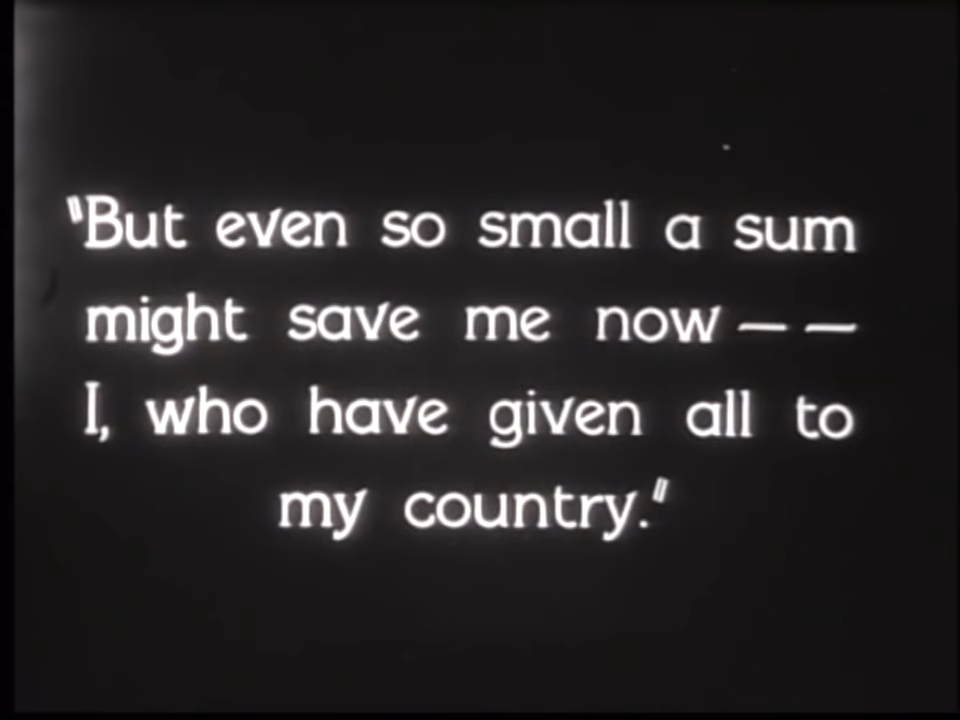 "But even so small a sum
might save me now — —
I, who have given all to
my country."